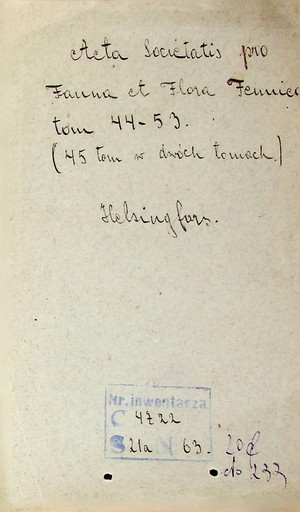 Acta Societatis pro
Fauna et Flora Fennica
tom 44-53.
(45 tom w dwóch tomach.)
Helsingfors.
Nr. inwentarza
C 4722
S 21a N 63.
do 233